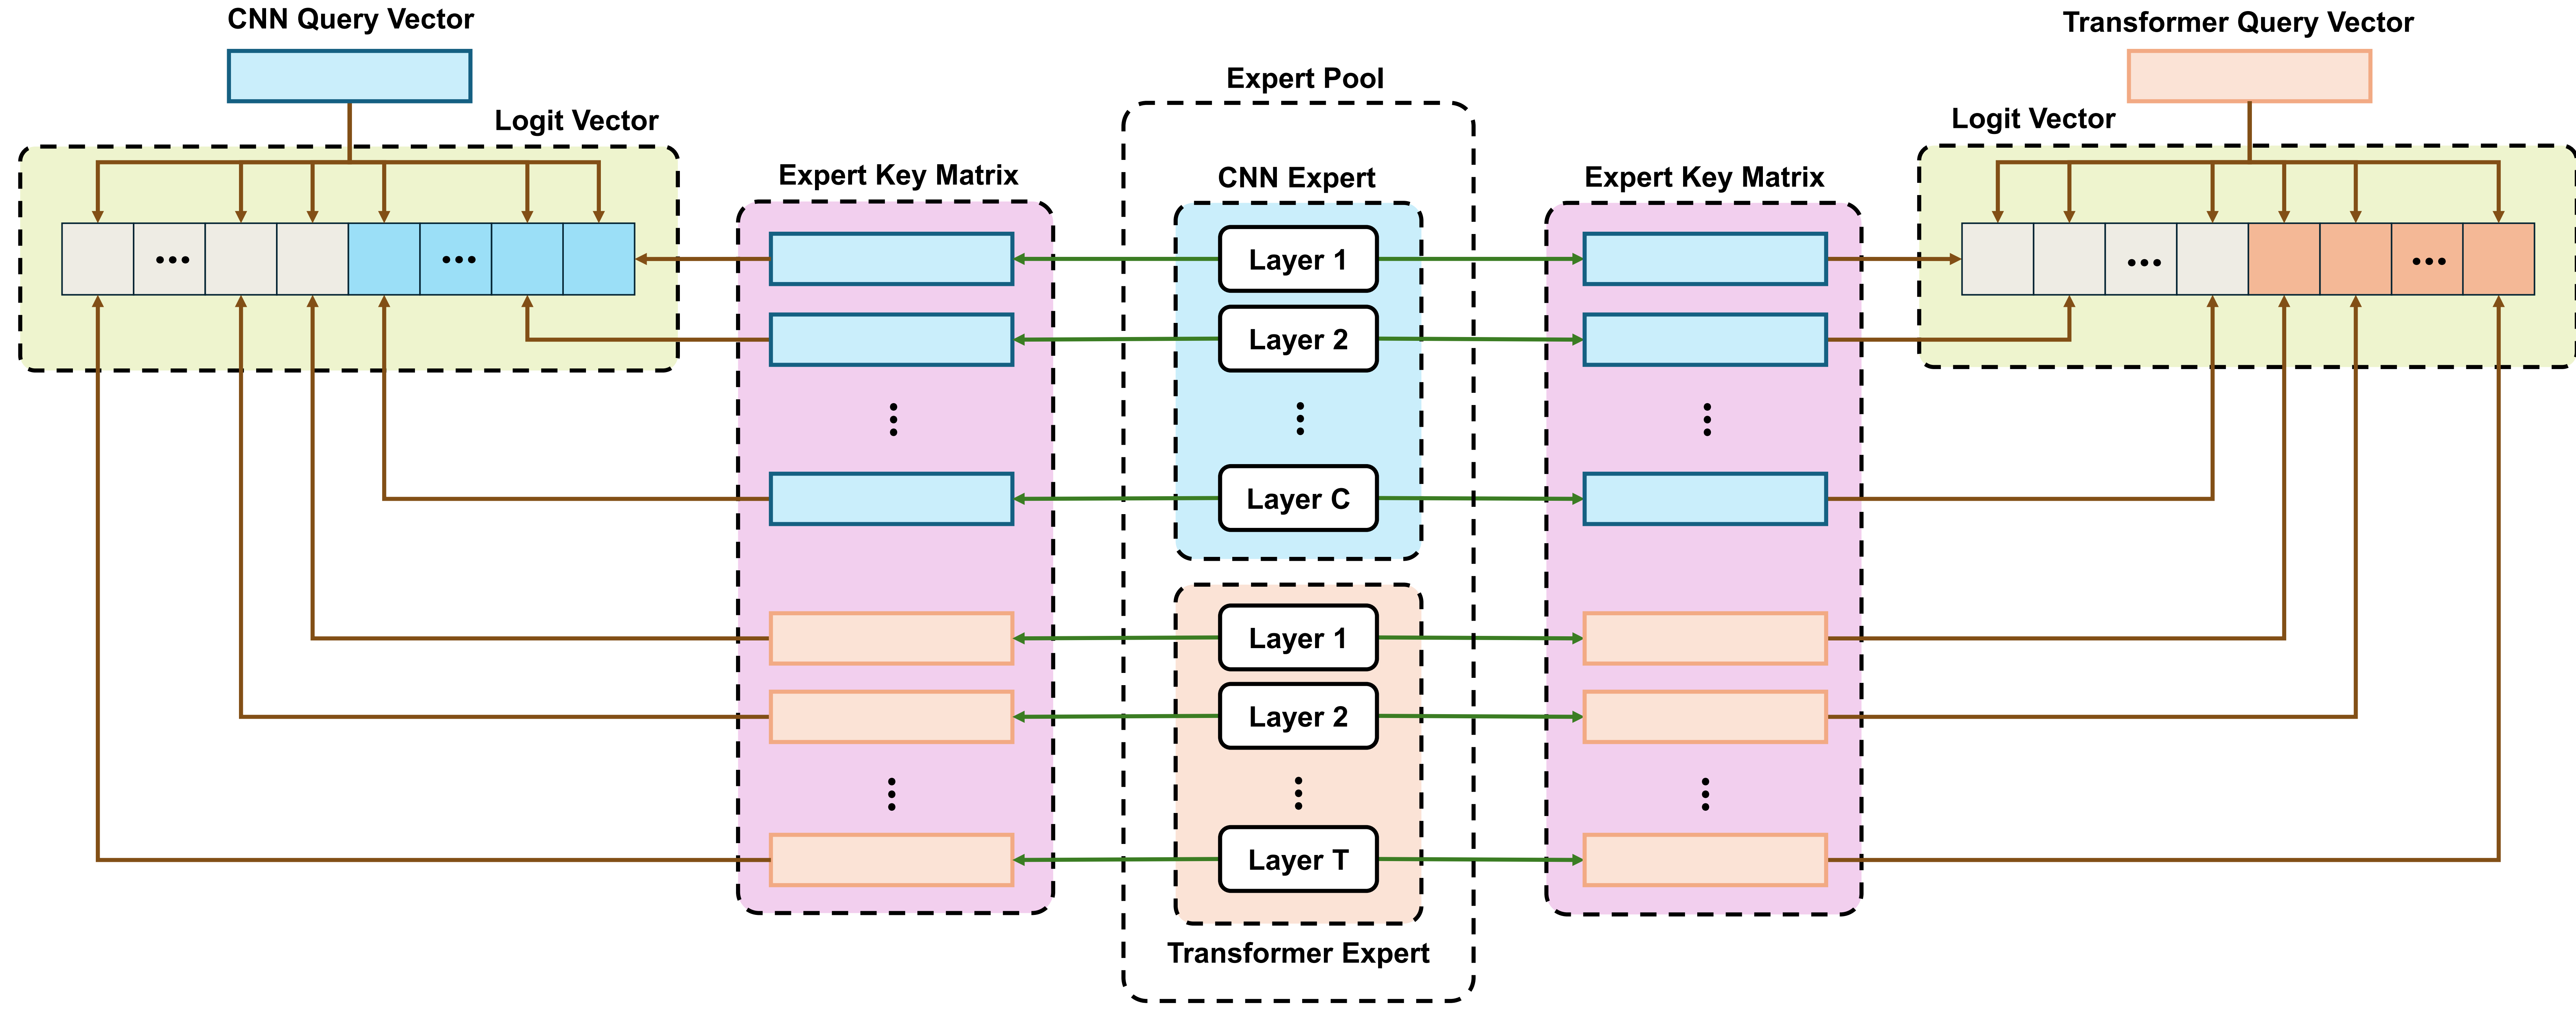 CNN Query Vector
Transformer Query Vector
Expert Pool
Logit Vector
Logit Vector
Expert Key Matrix
CNN Expert
Expert Key Matrix
Layer 1
Layer 2
Layer C
Layer 1
Layer 2
Layer T
Transformer Expert